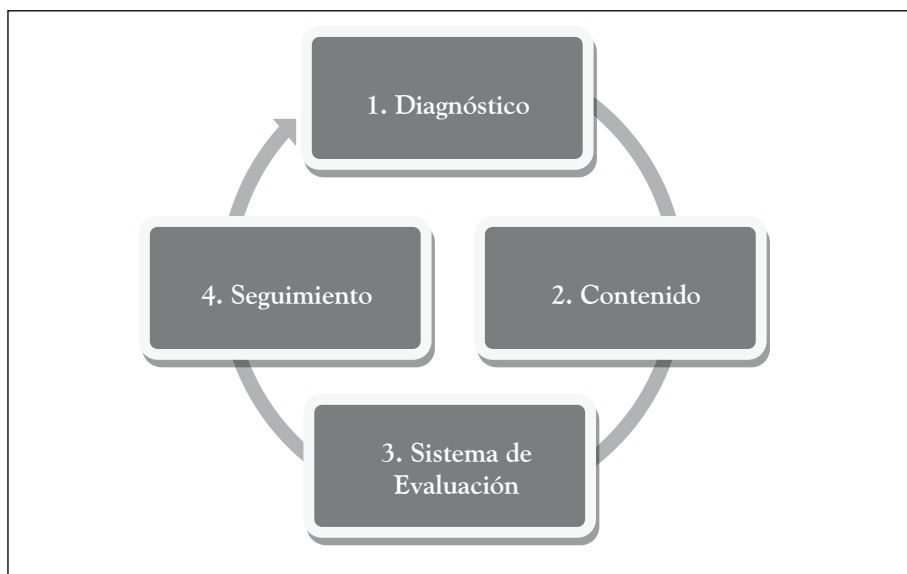 1. Diagnóstico
2. Contenido
3. Sistema de
Evaluación
4. Seguimiento